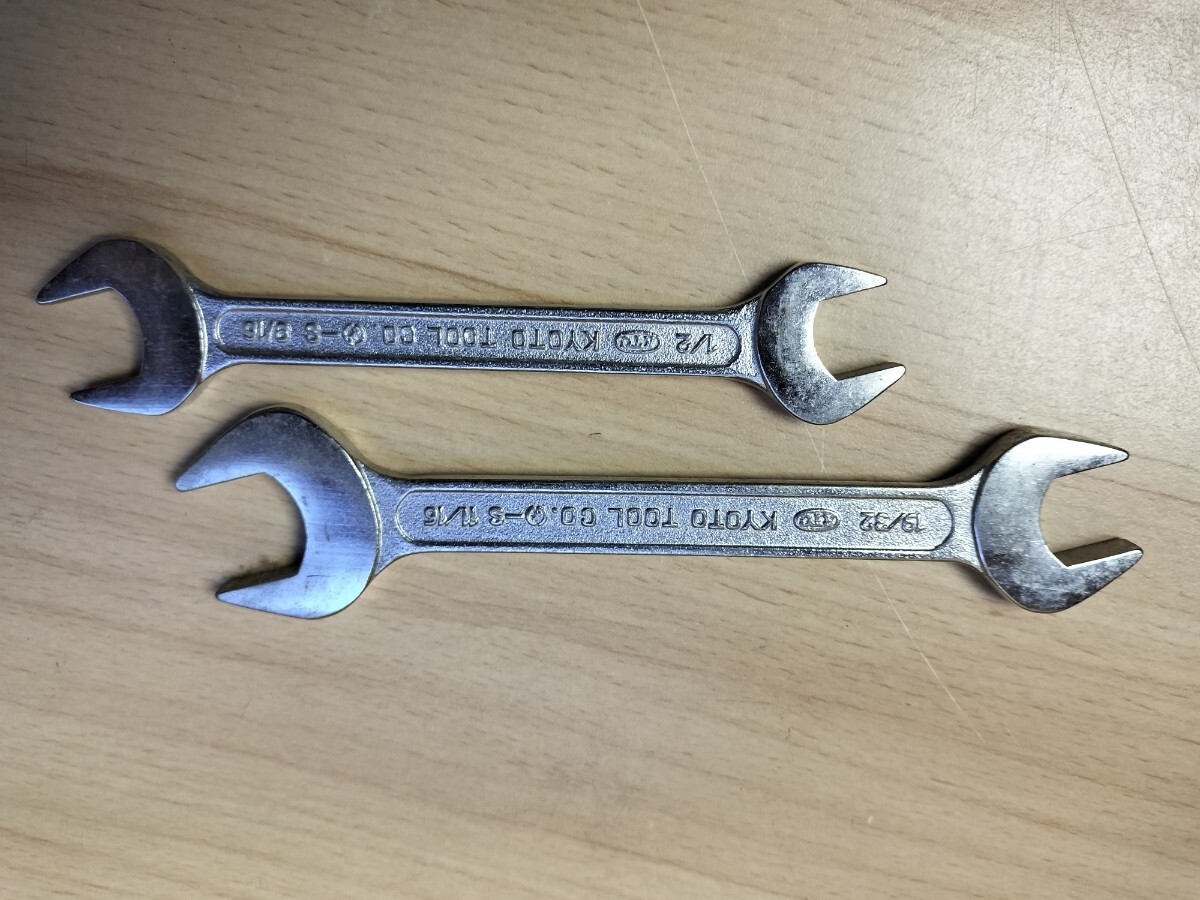 1/2 KTC KYOTO TOOL CO. -S 9/16
19/32 KTC KYOTO TOOL CO. -S 11/16